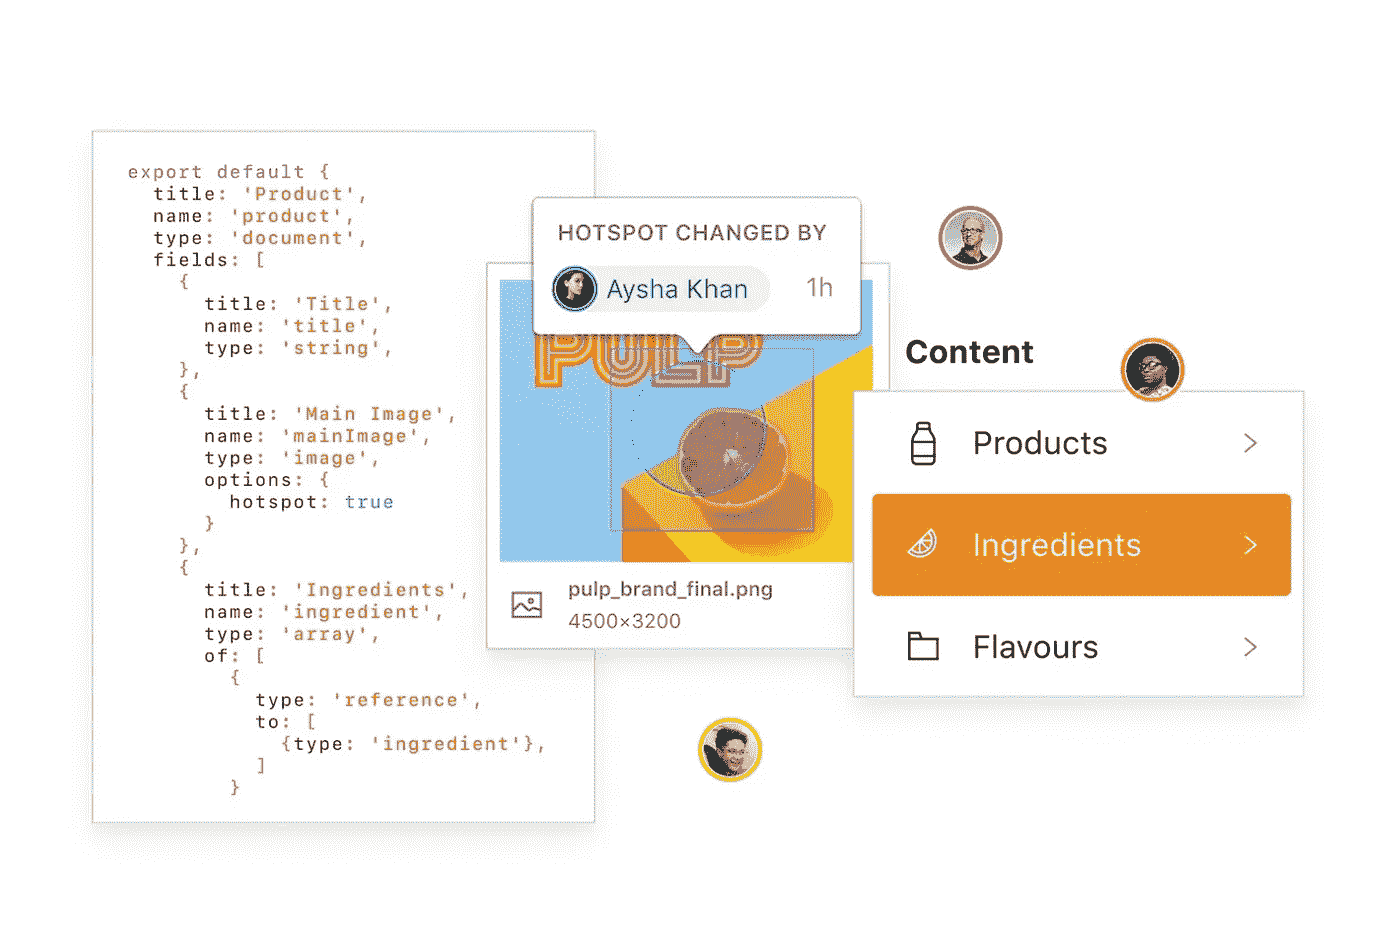 export default {
  title: 'Product',
  name: 'product',
  type: 'document',
  fields: [
    {
      title: 'Title',
      name: 'title',
      type: 'string',
    },
    {
      title: 'Main Image',
      name: 'mainImage',
      type: 'image',
      options: {
        hotspot: true
      }
    },
    {
      title: 'Ingredients',
      name: 'ingredient',
      type: 'array',
      of: [
        {
          type: 'reference',
          to: [
            {type: 'ingredient'},
          ]
        }
HOTSPOT CHANGED BY
Aysha Khan 1h
PULP
pulp_brand_final.png
4500×3200
Content
Products
Ingredients
Flavours